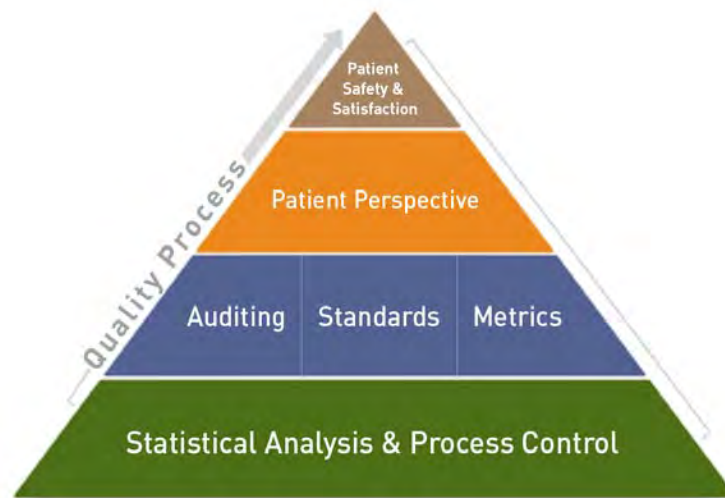 Patient
Safety &
Satisfaction
Patient Perspective
Quality Process
Auditing Standards Metrics
Statistical Analysis & Process Control